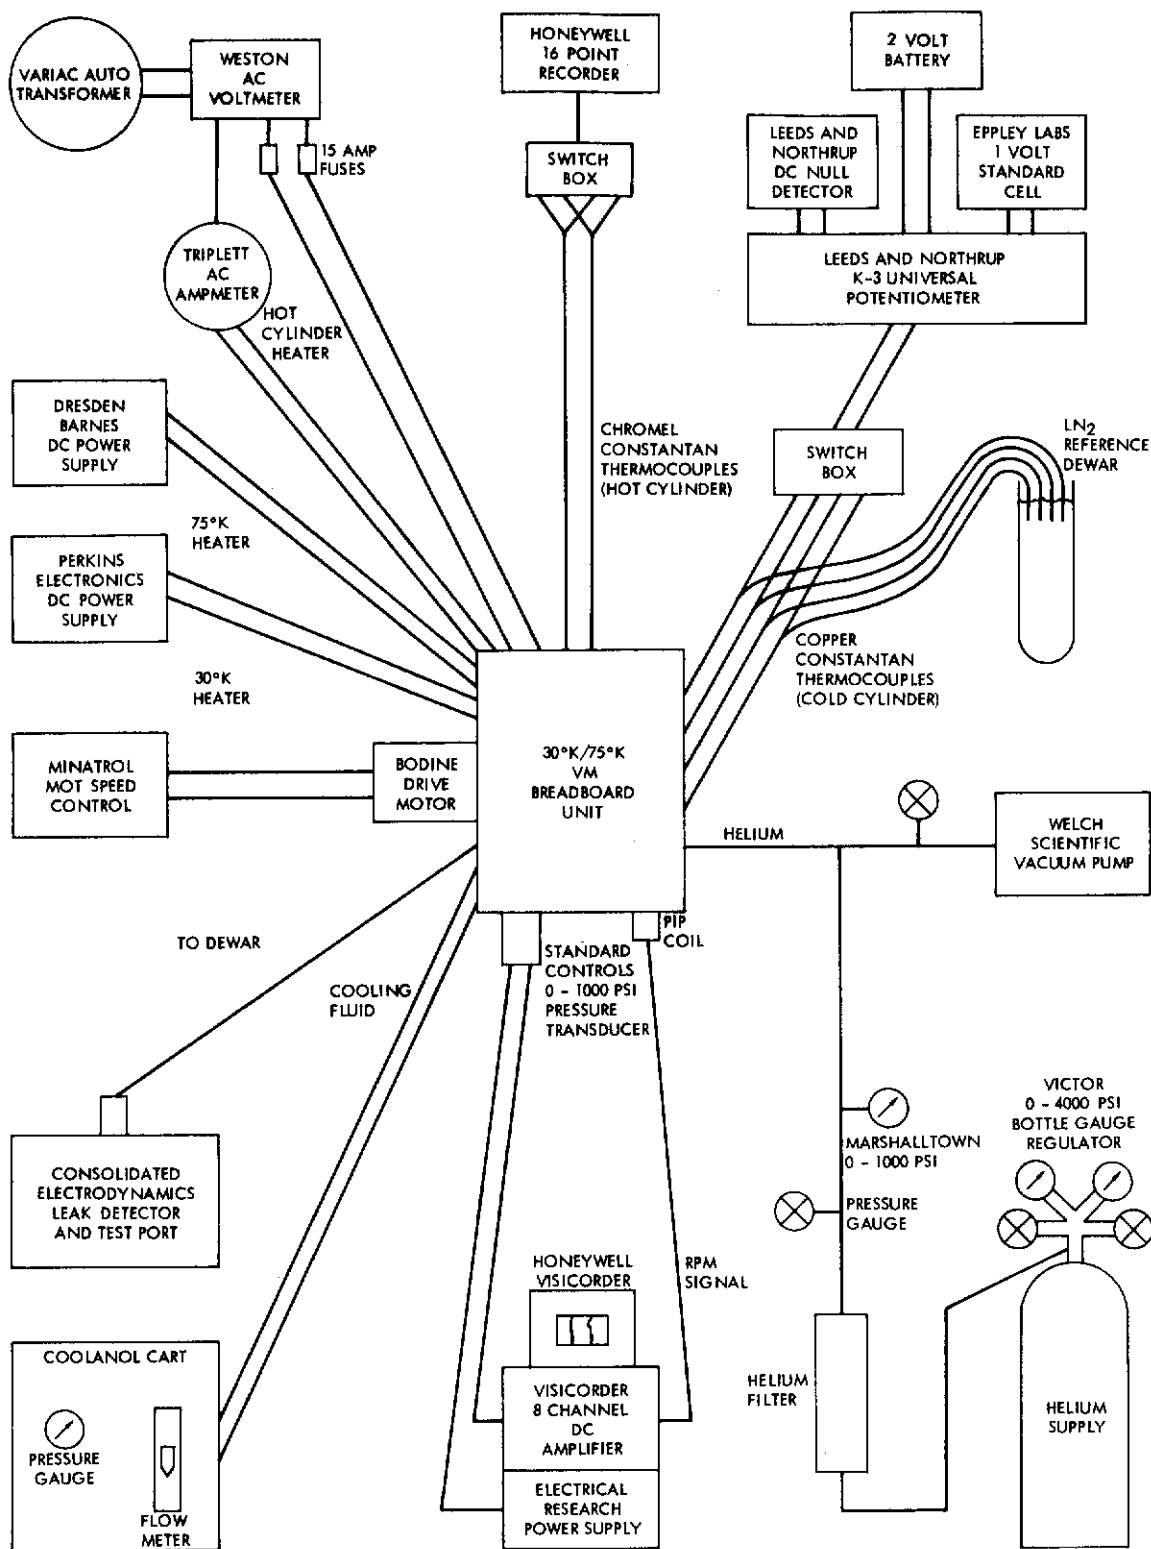 VARIAC AUTO
TRANSFORMER
WESTON
AC
VOLTMETER
15 AMP
FUSES
HONEYWELL
16 POINT
RECORDER
SWITCH
BOX
2 VOLT
BATTERY
LEEDS AND
NORTHRUP
DC NULL
DETECTOR
EPPLEY LABS
1 VOLT
STANDARD
CELL
LEEDS AND NORTHRUP
K-3 UNIVERSAL
POTENTIOMETER
TRIPLETT
AC
AMPMETER
HOT
CYLINDER
HEATER
DRESDEN
BARNES
DC POWER
SUPPLY
CHROMEL
CONSTANTAN
THERMOCOUPLES
(HOT CYLINDER)
SWITCH
BOX
LN2
REFERENCE
DEWAR
75°K
HEATER
PERKINS
ELECTRONICS
DC POWER
SUPPLY
COPPER
CONSTANTAN
THERMOCOUPLES
(COLD CYLINDER)
30°K
HEATER
MINATROL
MOT SPEED
CONTROL
BODINE
DRIVE
MOTOR
30°K/75°K
VM
BREADBOARD
UNIT
HELIUM
WELCH
SCIENTIFIC
VACUUM PUMP
TO DEWAR
COOLING
FLUID
STANDARD
CONTROLS
0 - 1000 PSI
PRESSURE
TRANSDUCER
PIP
COIL
CONSOLIDATED
ELECTRODYNAMICS
LEAK DETECTOR
AND TEST PORT
MARSHALLTOWN
0 - 1000 PSI
PRESSURE
GAUGE
VICTOR
0 - 4000 PSI
BOTTLE GAUGE
REGULATOR
HONEYWELL
VISICORDER
RPM
SIGNAL
COOLANOL CART
PRESSURE
GAUGE
FLOW
METER
VISICORDER
8 CHANNEL
DC
AMPLIFIER
ELECTRICAL
RESEARCH
POWER SUPPLY
HELIUM
FILTER
HELIUM
SUPPLY